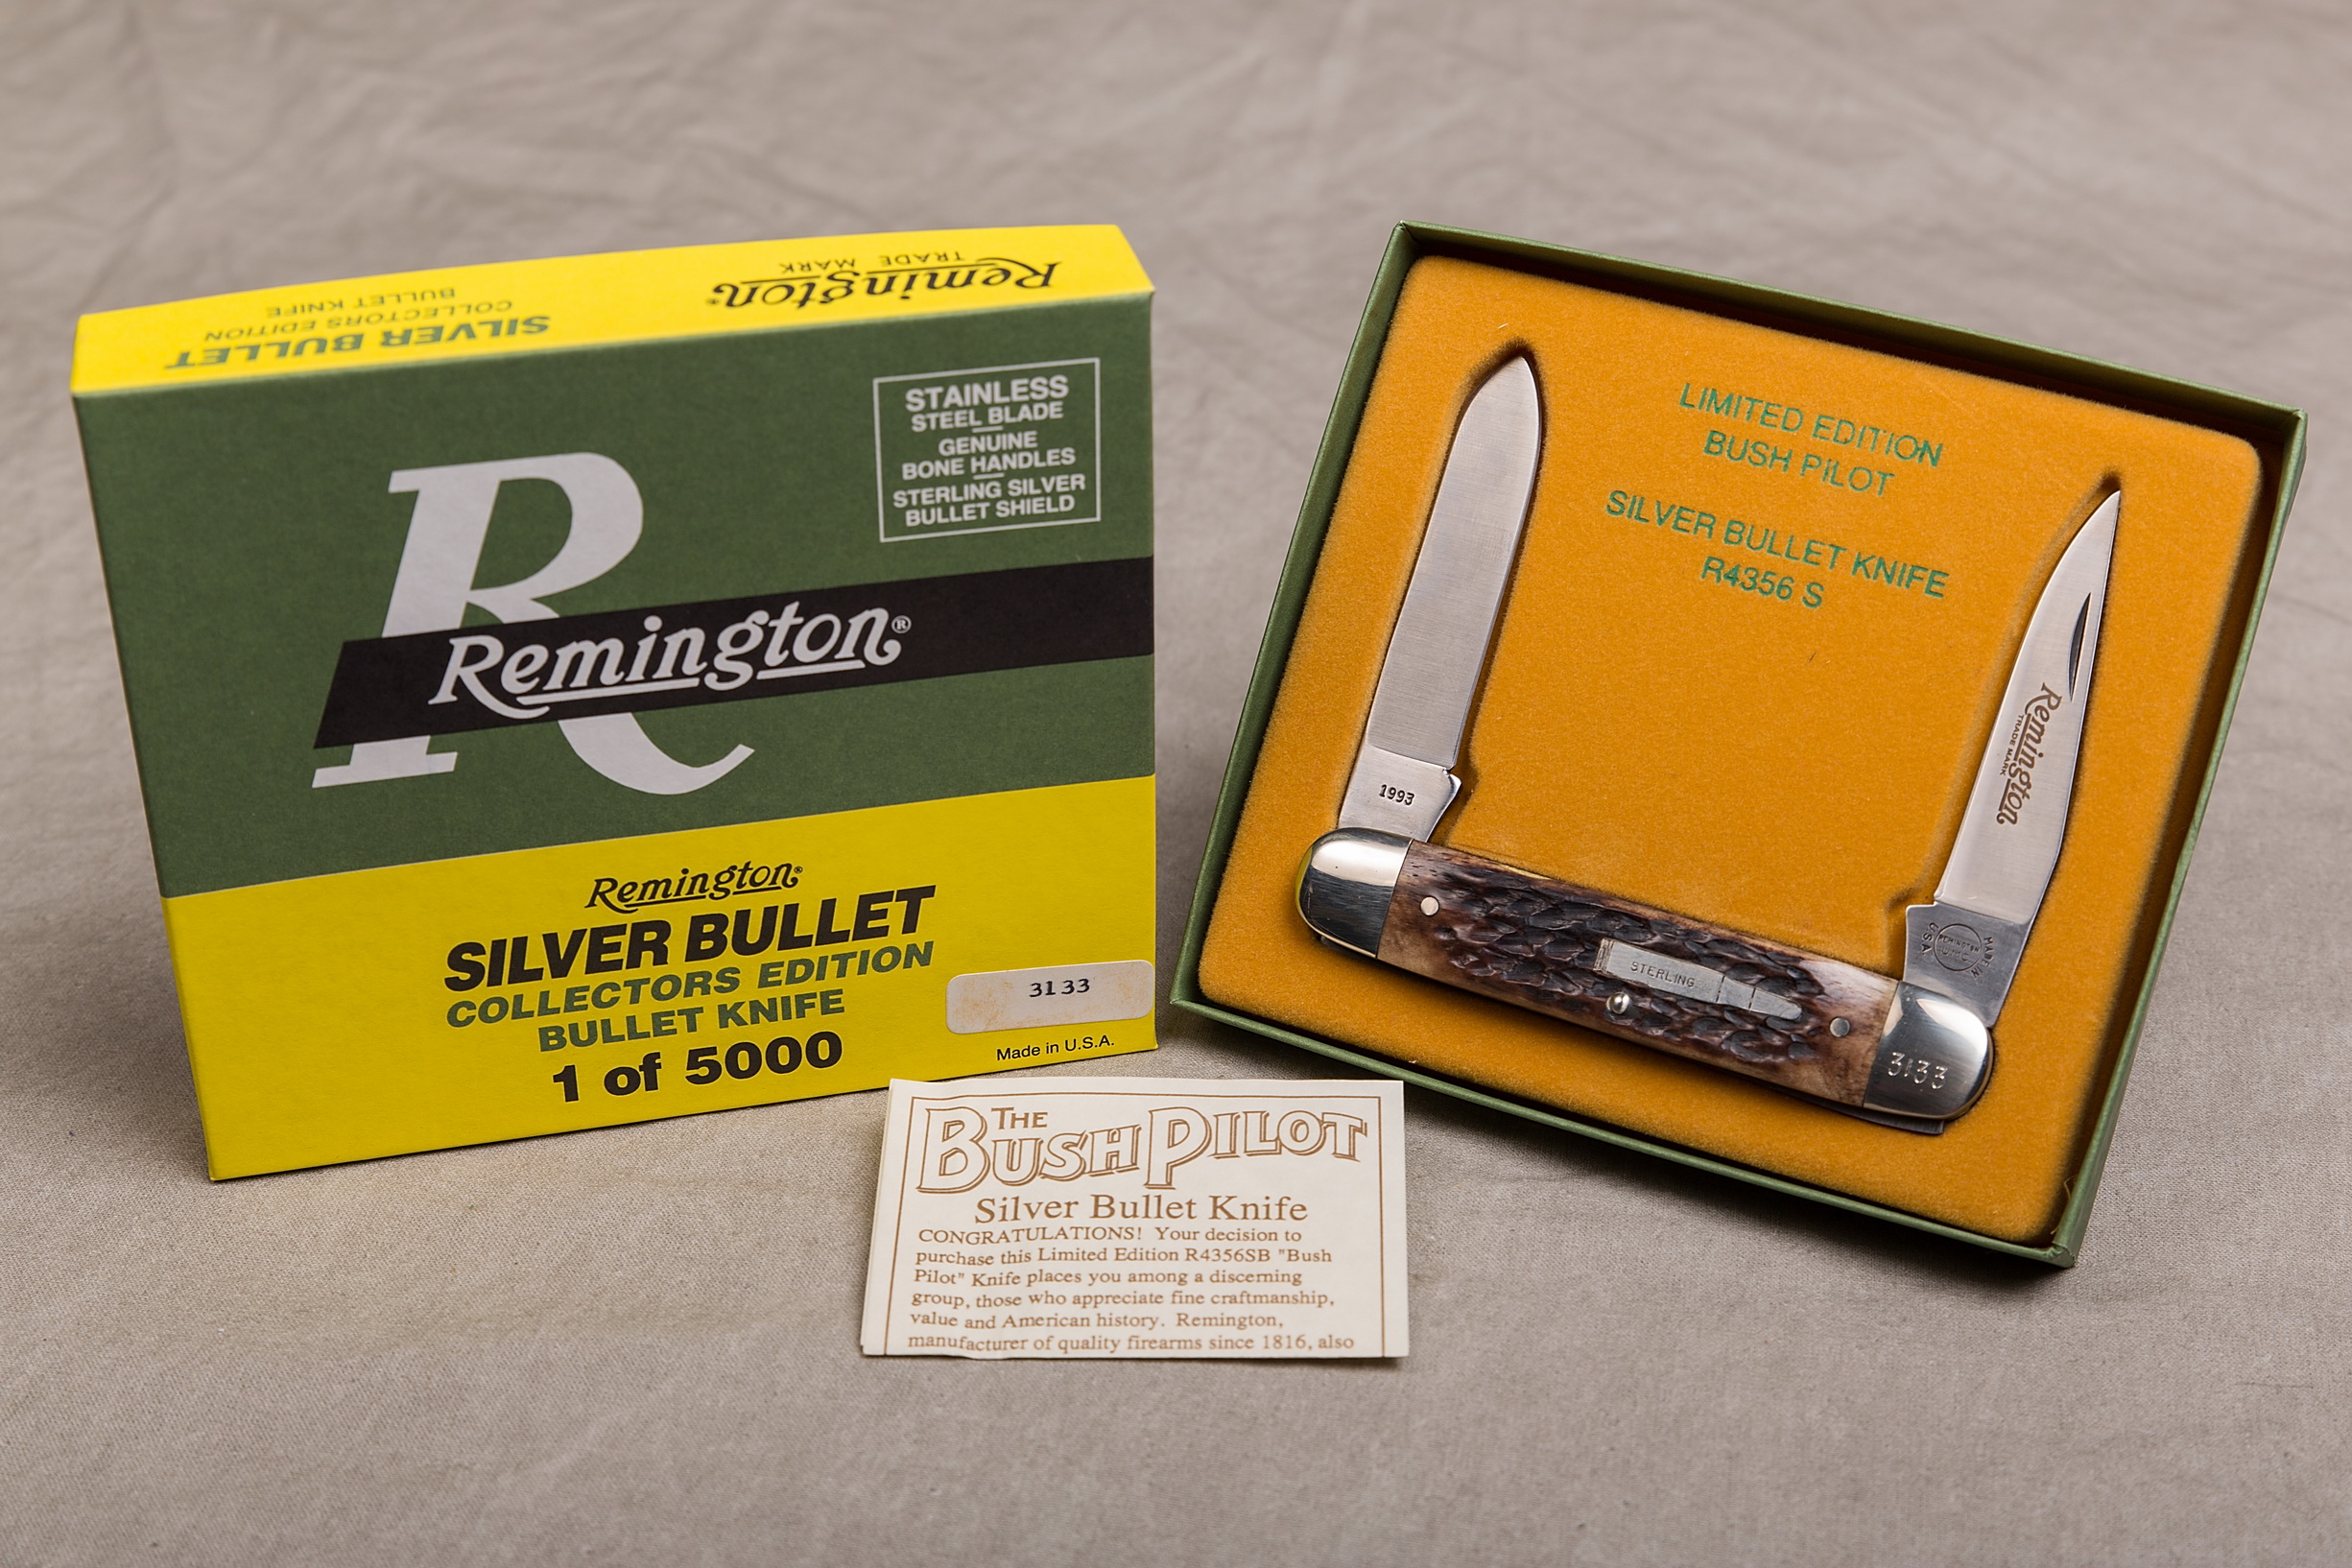 Remington®
TRADE MARK
SILVER BULLET
COLLECTORS EDITION
BULLET KNIFE
STAINLESS
STEEL BLADE
GENUINE
BONE HANDLES
STERLING SILVER
BULLET SHIELD
R
Remington®
Remington®
SILVER BULLET
COLLECTORS EDITION
BULLET KNIFE
1 of 5000
3133
Made in U.S.A.
LIMITED EDITION
BUSH PILOT
SILVER BULLET KNIFE
R4356 S
1993
Remington
TRADE MARK
REMINGTON
MADE IN
USA
STERLING
3133
THE
BUSH PILOT
Silver Bullet Knife
CONGRATULATIONS! Your decision to
purchase this Limited Edition R4356SB "Bush
Pilot" Knife places you among a discerning
group, those who appreciate fine craftmanship,
value and American history. Remington,
manufacturer of quality firearms since 1816, also